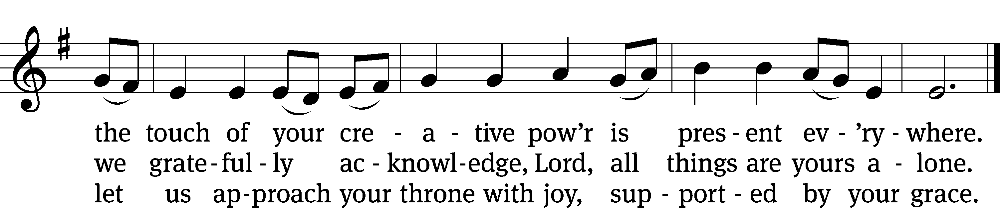 the touch of your cre - a - tive pow’r is pres - ent ev - ’ry - where.
we grate - ful - ly ac - knowl - edge, Lord, all things are yours a - lone.
let us ap - proach your throne with joy, sup - port - ed by your grace.